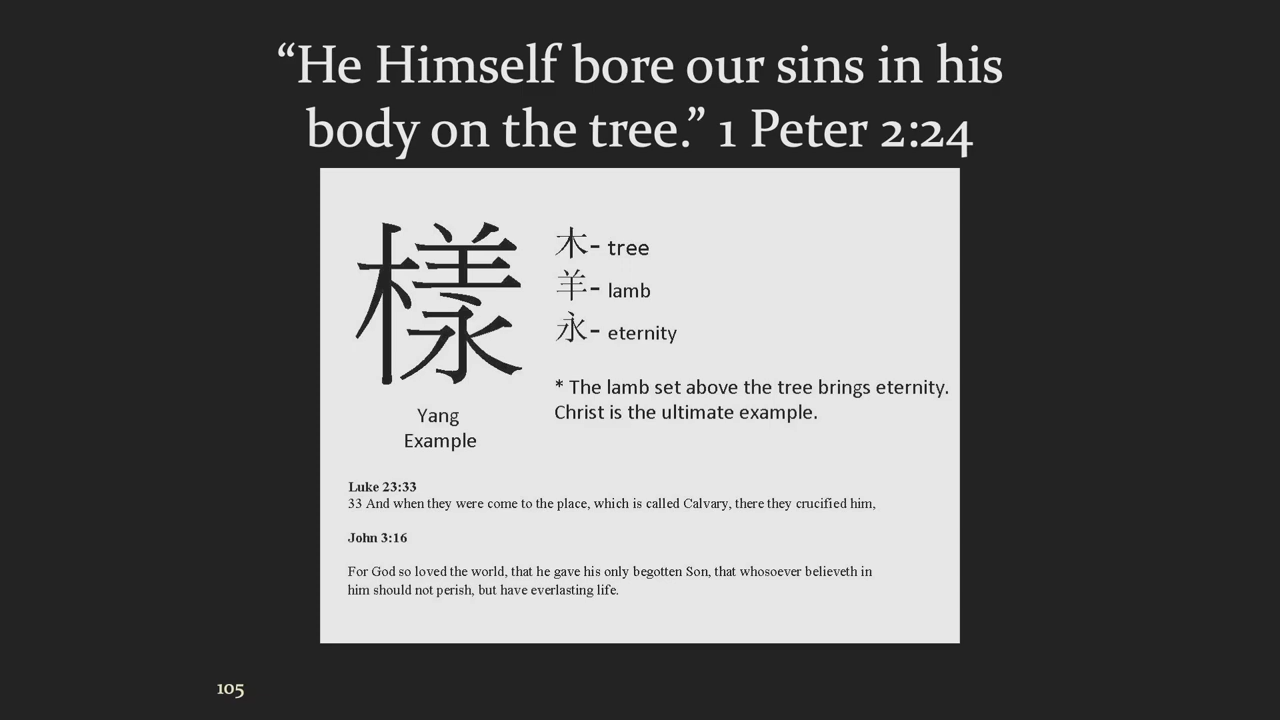 “He Himself bore our sins in his
body on the tree.” 1 Peter 2:24
樣
木- tree
羊- lamb
永- eternity
* The lamb set above the tree brings eternity.
Christ is the ultimate example.
Yang
Example
Luke 23:33
33 And when they were come to the place, which is called Calvary, there they crucified him,
John 3:16
For God so loved the world, that he gave his only begotten Son, that whosoever believeth in
him should not perish, but have everlasting life.
105